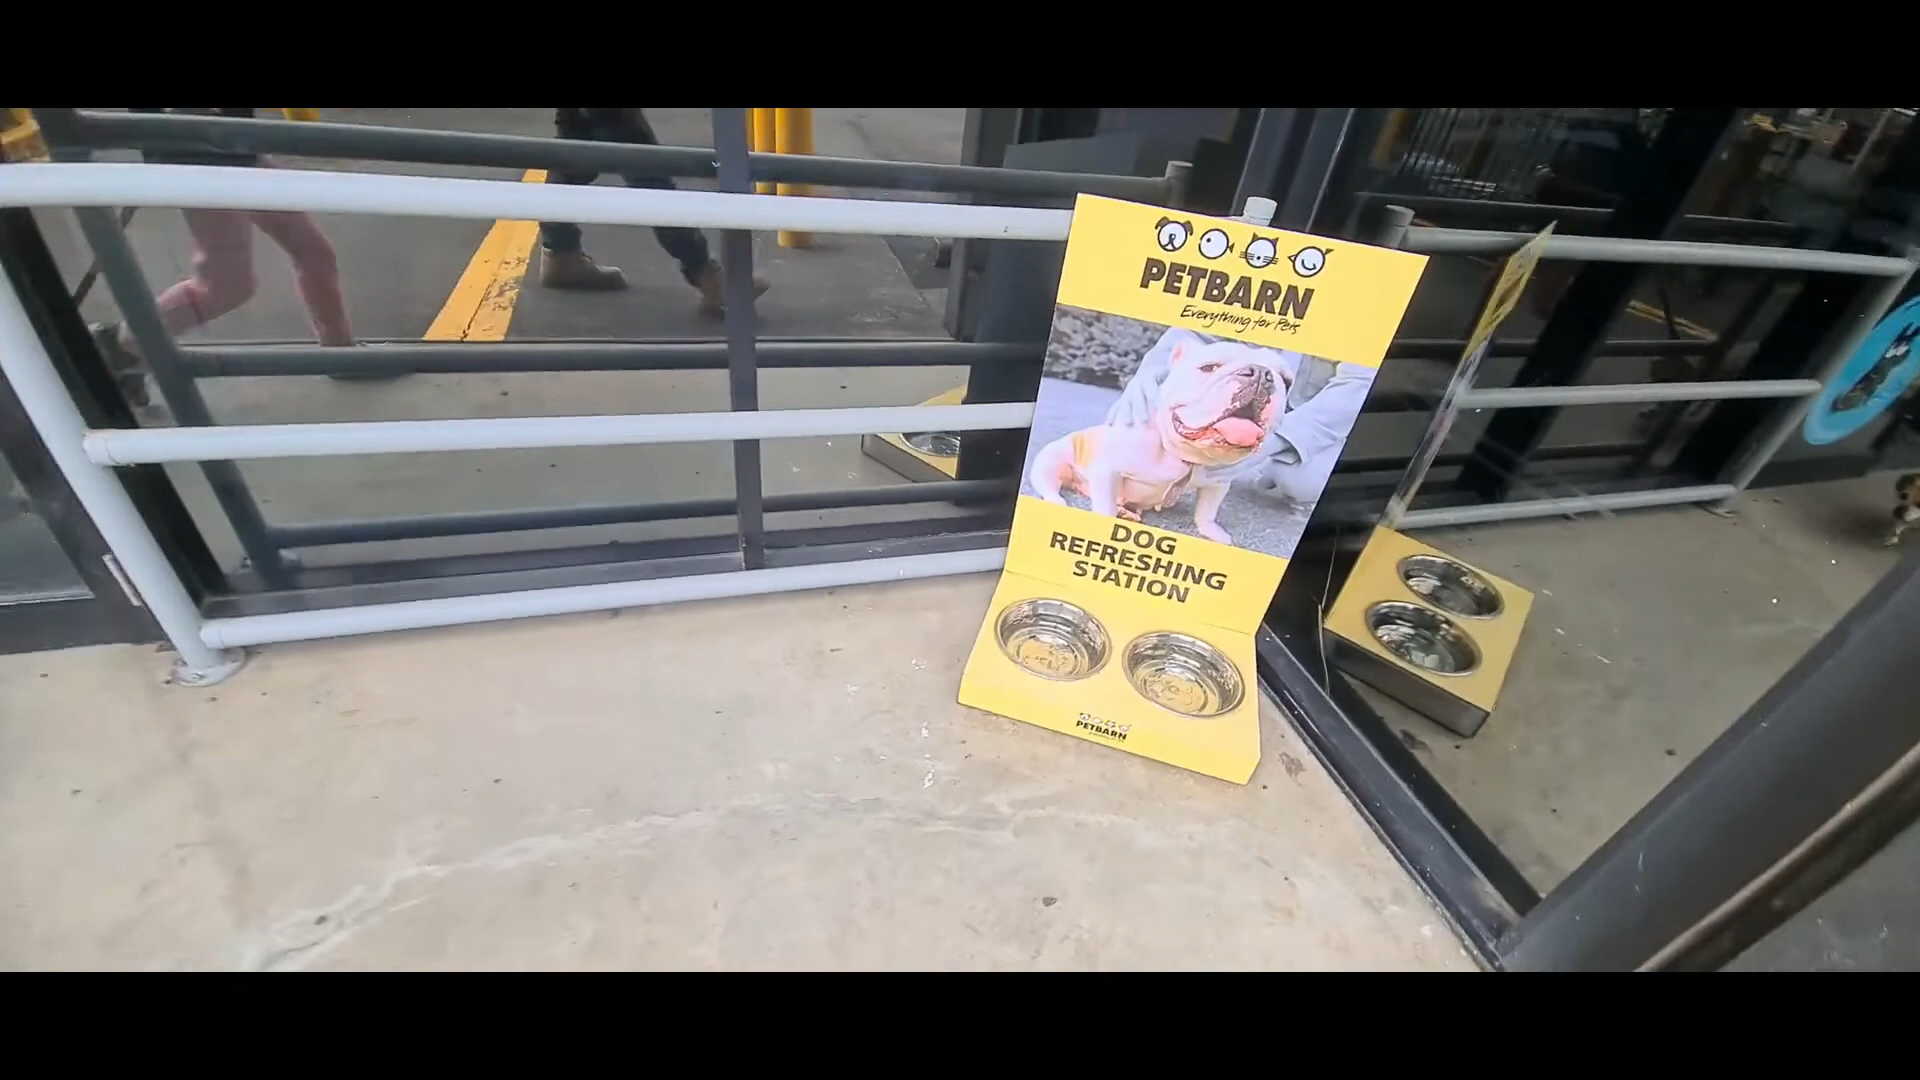 PETBARN
Everything for Pets
DOG
REFRESHING
STATION
PETBARN